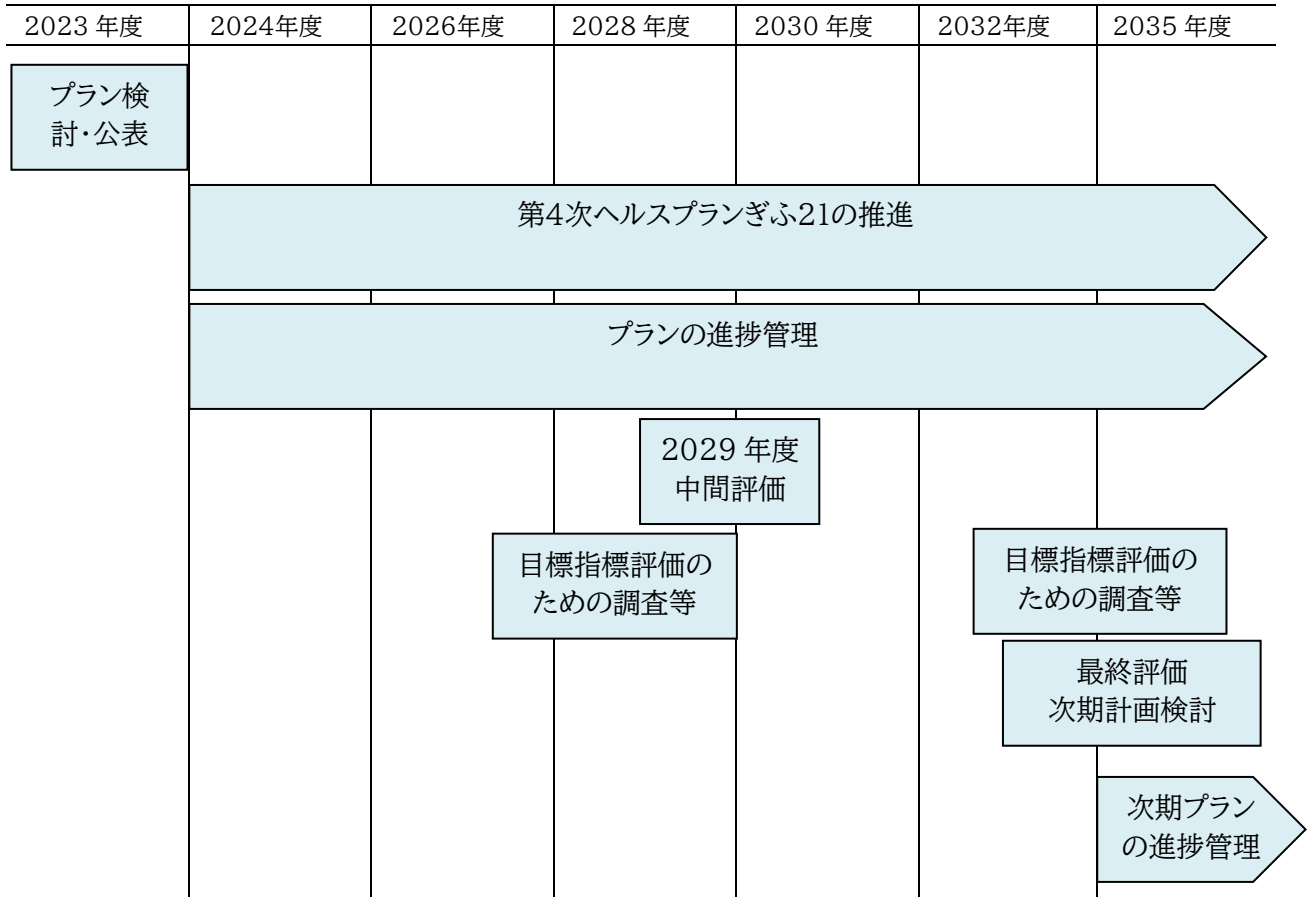 2023 年度 2024年度 2026年度 2028 年度 2030 年度 2032年度 2035 年度
プラン検
討・公表
第4次ヘルスプランぎふ21の推進
プランの進捗管理
2029 年度
中間評価
目標指標評価の
ための調査等
目標指標評価の
ための調査等
最終評価
次期計画検討
次期プラン
の進捗管理